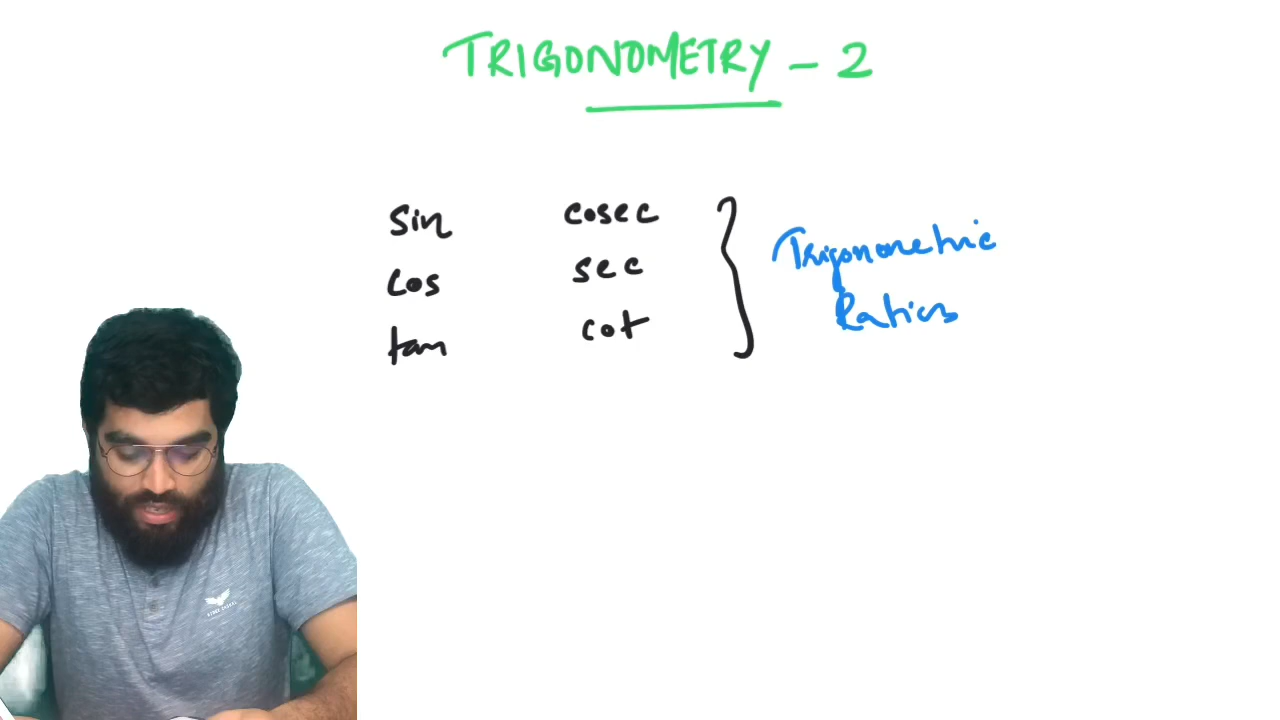 TRIGONOMETRY - 2
sin cosec
cos sec
tan cot
Trigonometric
Ratios